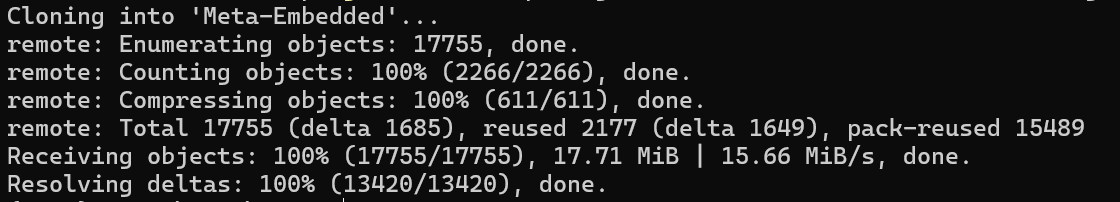 Cloning into 'Meta-Embedded'...
remote: Enumerating objects: 17755, done.
remote: Counting objects: 100% (2266/2266), done.
remote: Compressing objects: 100% (611/611), done.
remote: Total 17755 (delta 1685), reused 2177 (delta 1649), pack-reused 15489
Receiving objects: 100% (17755/17755), 17.71 MiB | 15.66 MiB/s, done.
Resolving deltas: 100% (13420/13420), done.